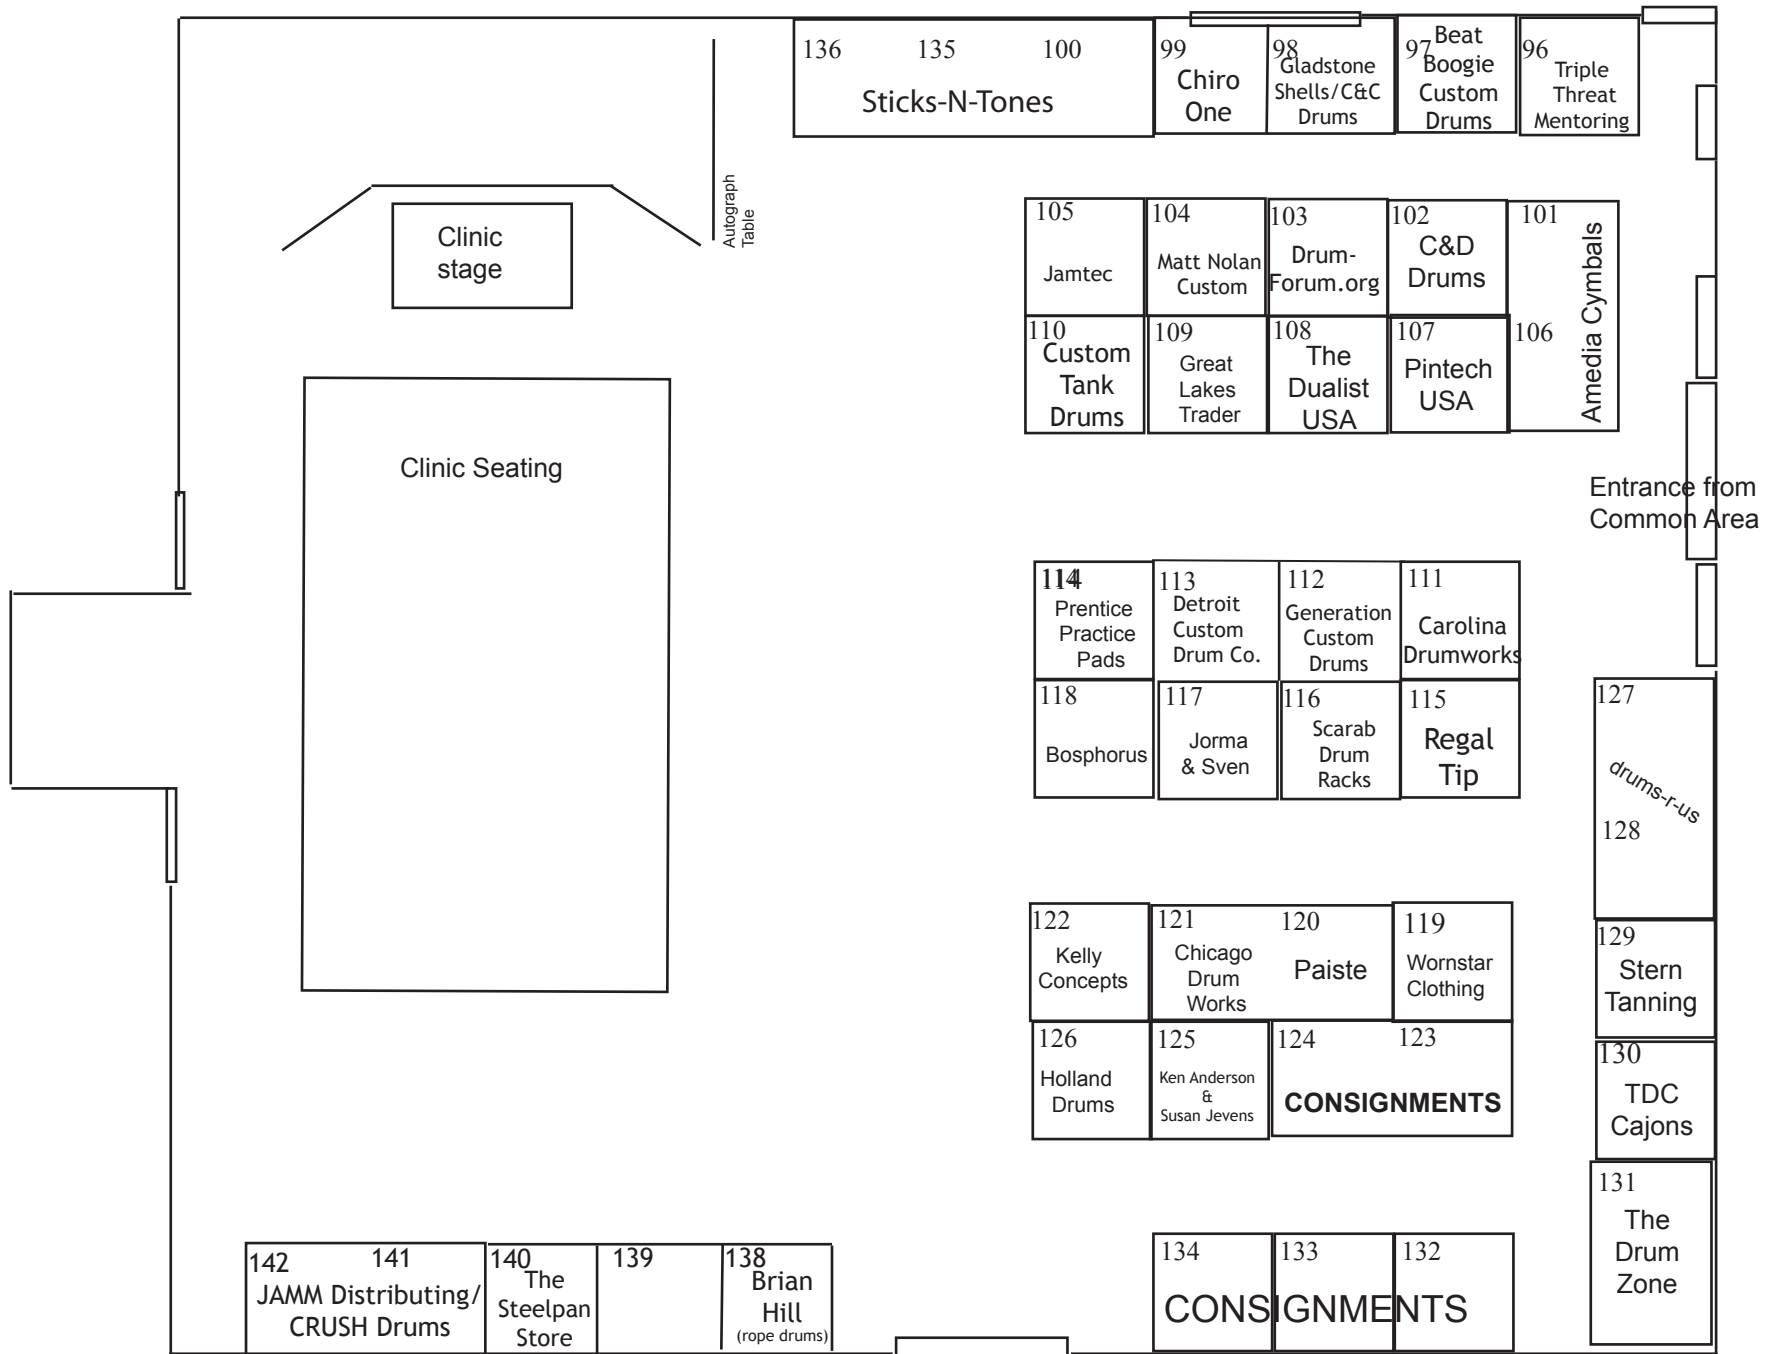 136 135 100
Sticks-N-Tones
99
Chiro
One
98
Gladstone
Shells/C&C
Drums
97
Beat
Boogie
Custom
Drums
96
Triple
Threat
Mentoring
Autograph
Table
Clinic
stage
105
Jamtec
104
Matt Nolan
Custom
103
Drum-
Forum.org
102
C&D
Drums
101
Amedia Cymbals
106
110
Custom
Tank
Drums
109
Great
Lakes
Trader
108
The
Dualist
USA
107
Pintech
USA
Clinic Seating
Entrance from
Common Area
114
Prentice
Practice
Pads
113
Detroit
Custom
Drum Co.
112
Generation
Custom
Drums
111
Carolina
Drumworks
118
Bosphorus
117
Jorma
& Sven
116
Scarab
Drum
Racks
115
Regal
Tip
127
drums-r-us
128
122
Kelly
Concepts
121
Chicago
Drum
Works
120
Paiste
119
Wornstar
Clothing
129
Stern
Tanning
126
Holland
Drums
125
Ken Anderson
&
Susan Jevens
124 123
CONSIGNMENTS
130
TDC
Cajons
131
The
Drum
Zone
142 141
JAMM Distributing/
CRUSH Drums
140
The
Steelpan
Store
139
138
Brian
Hill
(rope drums)
134 133 132
CONSIGNMENTS